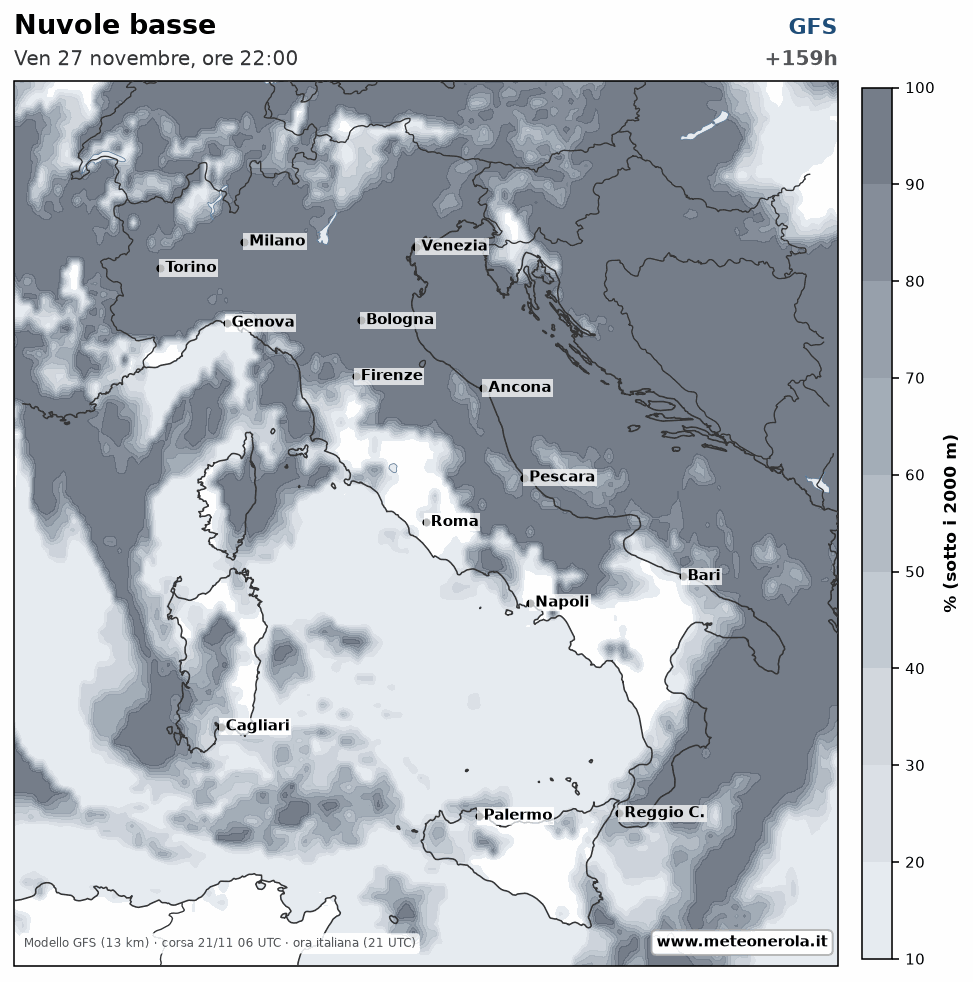 Nuvole basse
GFS
Ven 27 novembre, ore 22:00
+159h
Milano
Venezia
Torino
Genova
Bologna
Firenze
Ancona
Pescara
Roma
Bari
Napoli
Cagliari
Palermo
Reggio C.
Modello GFS (13 km) · corsa 21/11 06 UTC · ora italiana (21 UTC)
www.meteonerola.it
100
90
80
70
60
50
40
30
20
10
% (sotto i 2000 m)